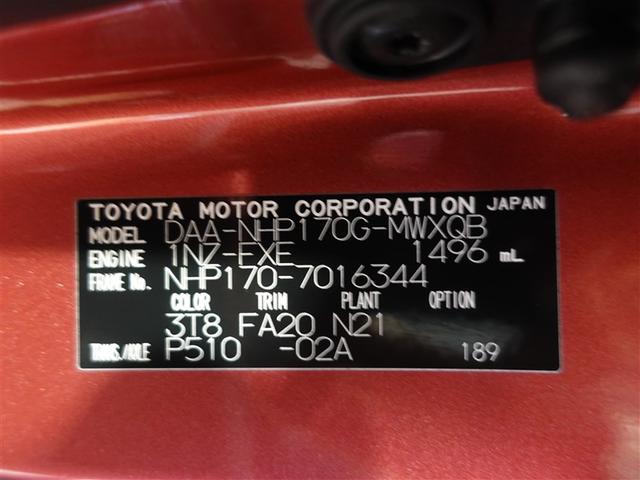 TOYOTA MOTOR CORPORATION JAPAN
MODEL DAA-NHP170G-MWXQB
ENGINE 1NZ-FXE 1496 mL
FRAME No. NHP170-7016344
COLOR TRIM PLANT OPTION
3T8 FA20 N21
TRANS./AXLE P510 -02A 189